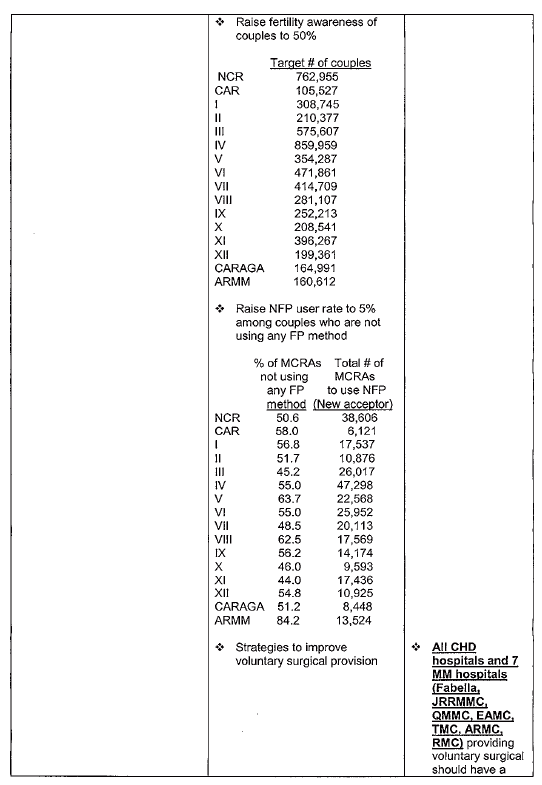 ❖ Raise fertility awareness of
couples to 50%
Target # of couples
NCR 762,955
CAR 105,527
I 308,745
II 210,377
III 575,607
IV 859,959
V 354,287
VI 471,861
VII 414,709
VIII 281,107
IX 252,213
X 208,541
XI 396,267
XII 199,361
CARAGA 164,991
ARMM 160,612
❖ Raise NFP user rate to 5%
among couples who are not
using any FP method
% of MCRAs Total # of
not using MCRAs
any FP to use NFP
method (New acceptor)
NCR 50.6 38,606
CAR 58.0 6,121
I 56.8 17,537
II 51.7 10,876
III 45.2 26,017
IV 55.0 47,298
V 63.7 22,568
VI 55.0 25,952
VII 48.5 20,113
VIII 62.5 17,569
IX 56.2 14,174
X 46.0 9,593
XI 44.0 17,436
XII 54.8 10,925
CARAGA 51.2 8,448
ARMM 84.2 13,524
❖ Strategies to improve
voluntary surgical provision
❖ All CHD
hospitals and 7
MM hospitals
(Fabella,
JRRMMC,
QMMC, EAMC,
TMC, ARMC,
RMC) providing
voluntary surgical
should have a